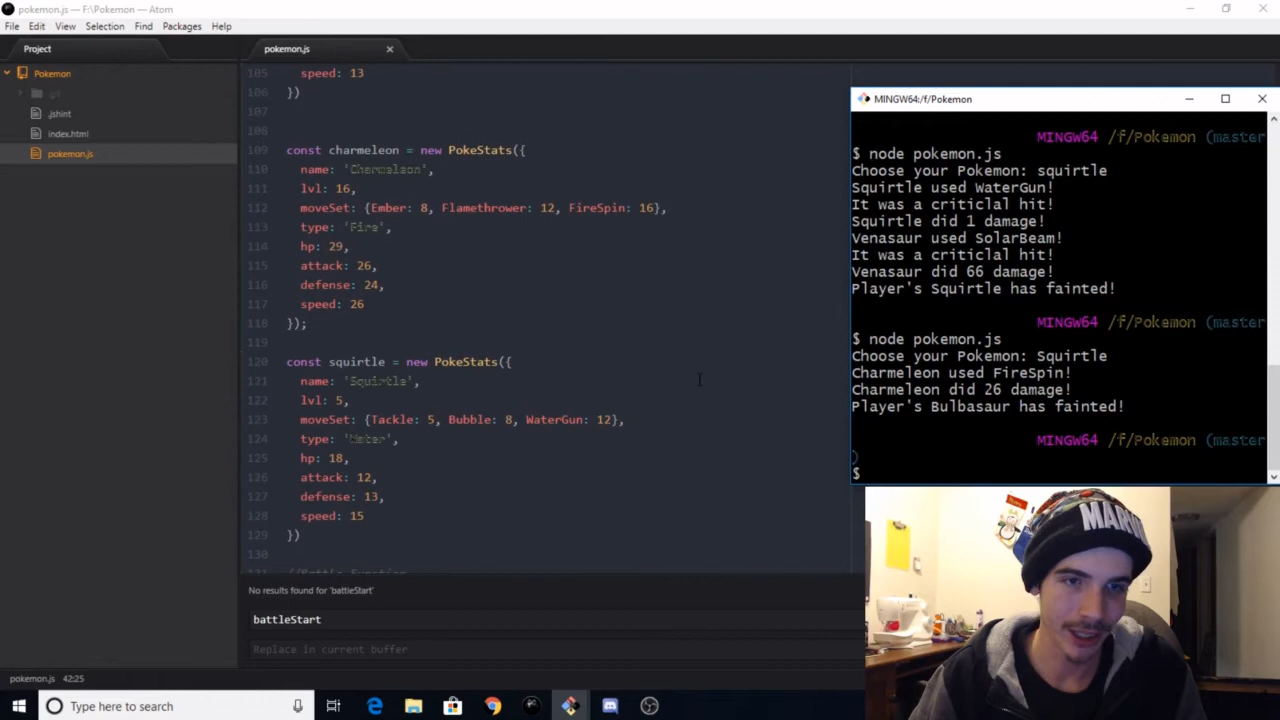 pokemon.js — F:\Pokemon — Atom
File Edit View Selection Find Packages Help
Project
Pokemon
.git
.jshint
index.html
pokemon.js
pokemon.js
105 speed: 13
106 })
107
108
109 const charmeleon = new PokeStats({
110 name: 'Charmeleon',
111 lvl: 16,
112 moveSet: {Ember: 8, Flamethrower: 12, FireSpin: 16},
113 type: 'Fire',
114 hp: 29,
115 attack: 26,
116 defense: 24,
117 speed: 26
118 });
119
120 const squirtle = new PokeStats({
121 name: 'Squirtle',
122 lvl: 5,
123 moveSet: {Tackle: 5, Bubble: 8, WaterGun: 12},
124 type: 'Water',
125 hp: 18,
126 attack: 12,
127 defense: 13,
128 speed: 15
129 })
130
131 //Battle Function
No results found for 'battleStart'
battleStart
Replace in current buffer
pokemon.js 42:25
MINGW64:/f/Pokemon
MINGW64 /f/Pokemon (master
$ node pokemon.js
Choose your Pokemon: squirtle
Squirtle used WaterGun!
It was a criticlal hit!
Squirtle did 1 damage!
Venasaur used SolarBeam!
It was a criticlal hit!
Venasaur did 66 damage!
Player's Squirtle has fainted!
MINGW64 /f/Pokemon (master
$ node pokemon.js
Choose your Pokemon: Squirtle
Charmeleon used FireSpin!
Charmeleon did 26 damage!
Player's Bulbasaur has fainted!
MINGW64 /f/Pokemon (master
)
$
Type here to search